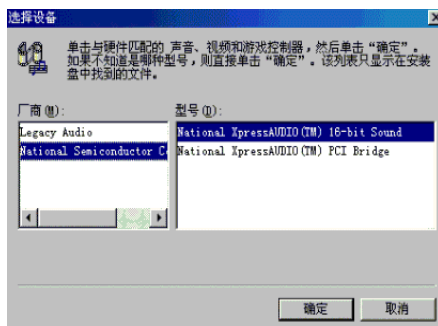 选择设备
单击与硬件匹配的 声音、视频和游戏控制器，然后单击“确定”。
如果不知道是哪种型号，则直接单击“确定”。该列表只显示在安装
盘中找到的文件。
厂商(M):
型号(D):
Legacy Audio
National Semiconductor C
National XpressAUDIO(TM) 16-bit Sound
National XpressAUDIO(TM) PCI Bridge
确定
取消